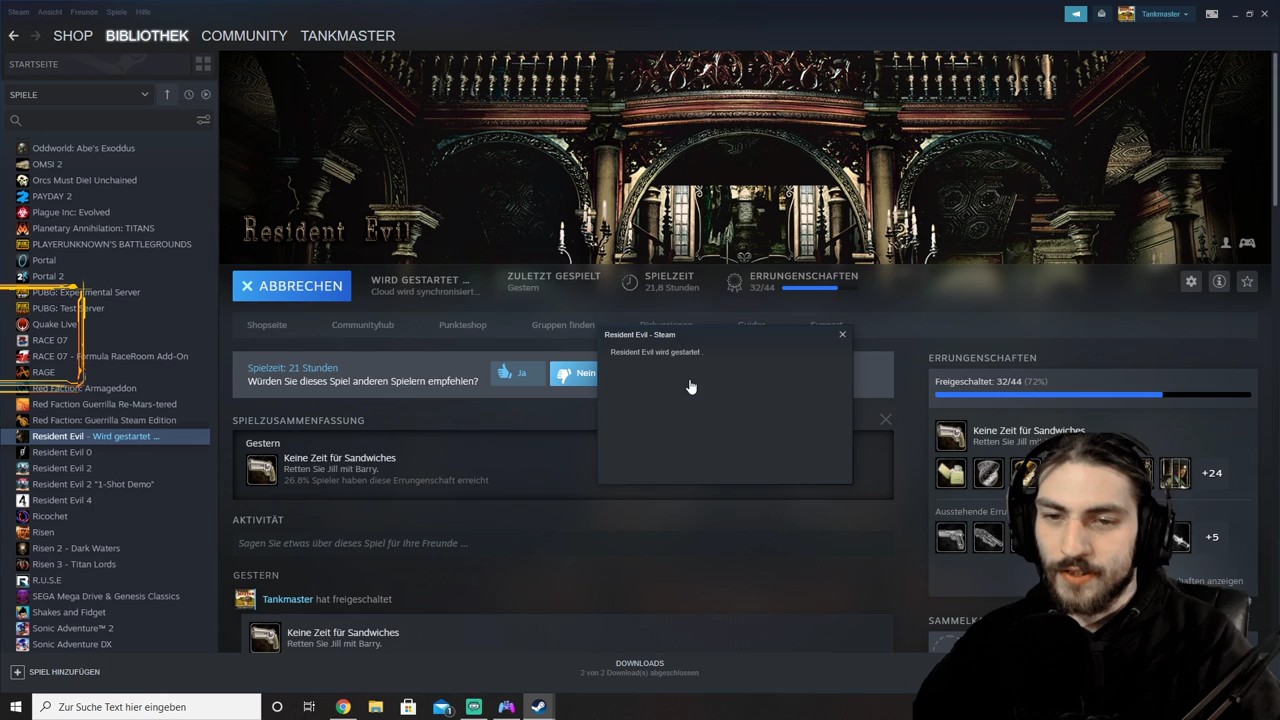 Steam Ansicht Freunde Spiele Hilfe
Tankmaster
SHOP BIBLIOTHEK COMMUNITY TANKMASTER
STARTSEITE
SPIELE
Oddworld: Abe's Exoddus
OMSI 2
Orcs Must Die! Unchained
PAYDAY 2
Plague Inc: Evolved
Planetary Annihilation: TITANS
PLAYERUNKNOWN'S BATTLEGROUNDS
Portal
Portal 2
PUBG: Experimental Server
PUBG: Test Server
Quake Live
RACE 07
RACE 07 - Formula RaceRoom Add-On
RAGE
Red Faction: Armageddon
Red Faction Guerrilla Re-Mars-tered
Red Faction: Guerrilla Steam Edition
Resident Evil - Wird gestartet ...
Resident Evil 0
Resident Evil 2
Resident Evil 2 "1-Shot Demo"
Resident Evil 4
Ricochet
Risen
Risen 2 - Dark Waters
Risen 3 - Titan Lords
R.U.S.E
SEGA Mega Drive & Genesis Classics
Shakes and Fidget
Sonic Adventure™ 2
Sonic Adventure DX
SPIEL HINZUFÜGEN
Resident Evil
ABBRECHEN
WIRD GESTARTET ...
Cloud wird synchronisiert...
ZULETZT GESPIELT
Gestern
SPIELZEIT
21,8 Stunden
ERRUNGENSCHAFTEN
32/44
Shopseite Communityhub Punkteshop Gruppen finden Diskussionen Guides Support
Resident Evil - Steam
Resident Evil wird gestartet .
Spielzeit: 21 Stunden
Würden Sie dieses Spiel anderen Spielern empfehlen?
Ja
Nein
SPIELZUSAMMENFASSUNG
Gestern
Keine Zeit für Sandwiches
Retten Sie Jill mit Barry.
26.8% Spieler haben diese Errungenschaft erreicht
AKTIVITÄT
Sagen Sie etwas über dieses Spiel für Ihre Freunde ...
GESTERN
Tankmaster hat freigeschaltet
Keine Zeit für Sandwiches
Retten Sie Jill mit Barry.
ERRUNGENSCHAFTEN
Freigeschaltet: 32/44 (72%)
Keine Zeit für Sandwiches
Retten Sie Jill mit
+24
Ausstehende Erru
+5
haften anzeigen
DOWNLOADS
2 von 2 Download(s) abgeschlossen
Zur Suche Text hier eingeben